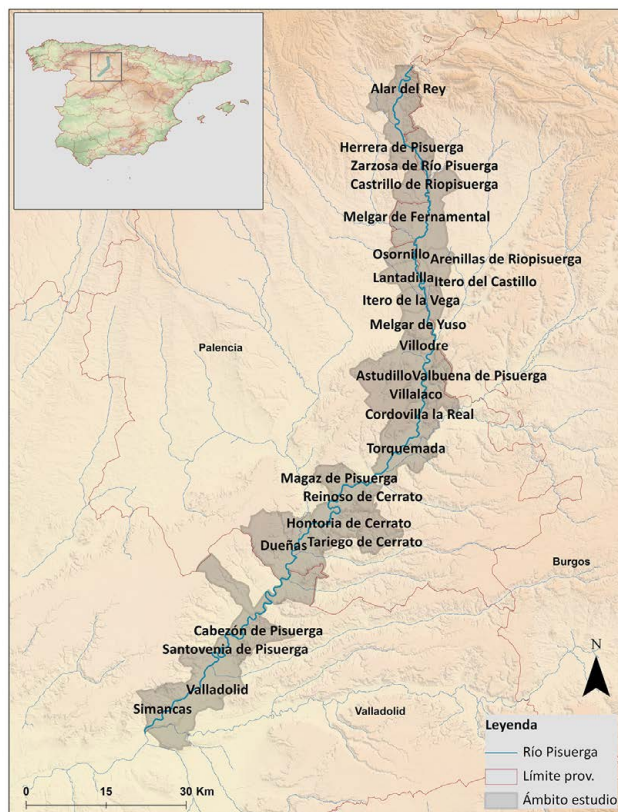 Alar del Rey
Herrera de Pisuerga
Zarzosa de Río Pisuerga
Castrillo de Riopisuerga
Melgar de Fernamental
Osornillo
Arenillas de Riopisuerga
Lantadilla
Itero del Castillo
Itero de la Vega
Melgar de Yuso
Villodre
Palencia
Astudillo
Valbuena de Pisuerga
Villalaco
Cordovilla la Real
Torquemada
Magaz de Pisuerga
Reinoso de Cerrato
Hontoria de Cerrato
Dueñas
Tariego de Cerrato
Burgos
Cabezón de Pisuerga
Santovenia de Pisuerga
Valladolid
Simancas
Valladolid
N
Leyenda
Río Pisuerga
Límite prov.
Ámbito estudio
0 15 30 Km